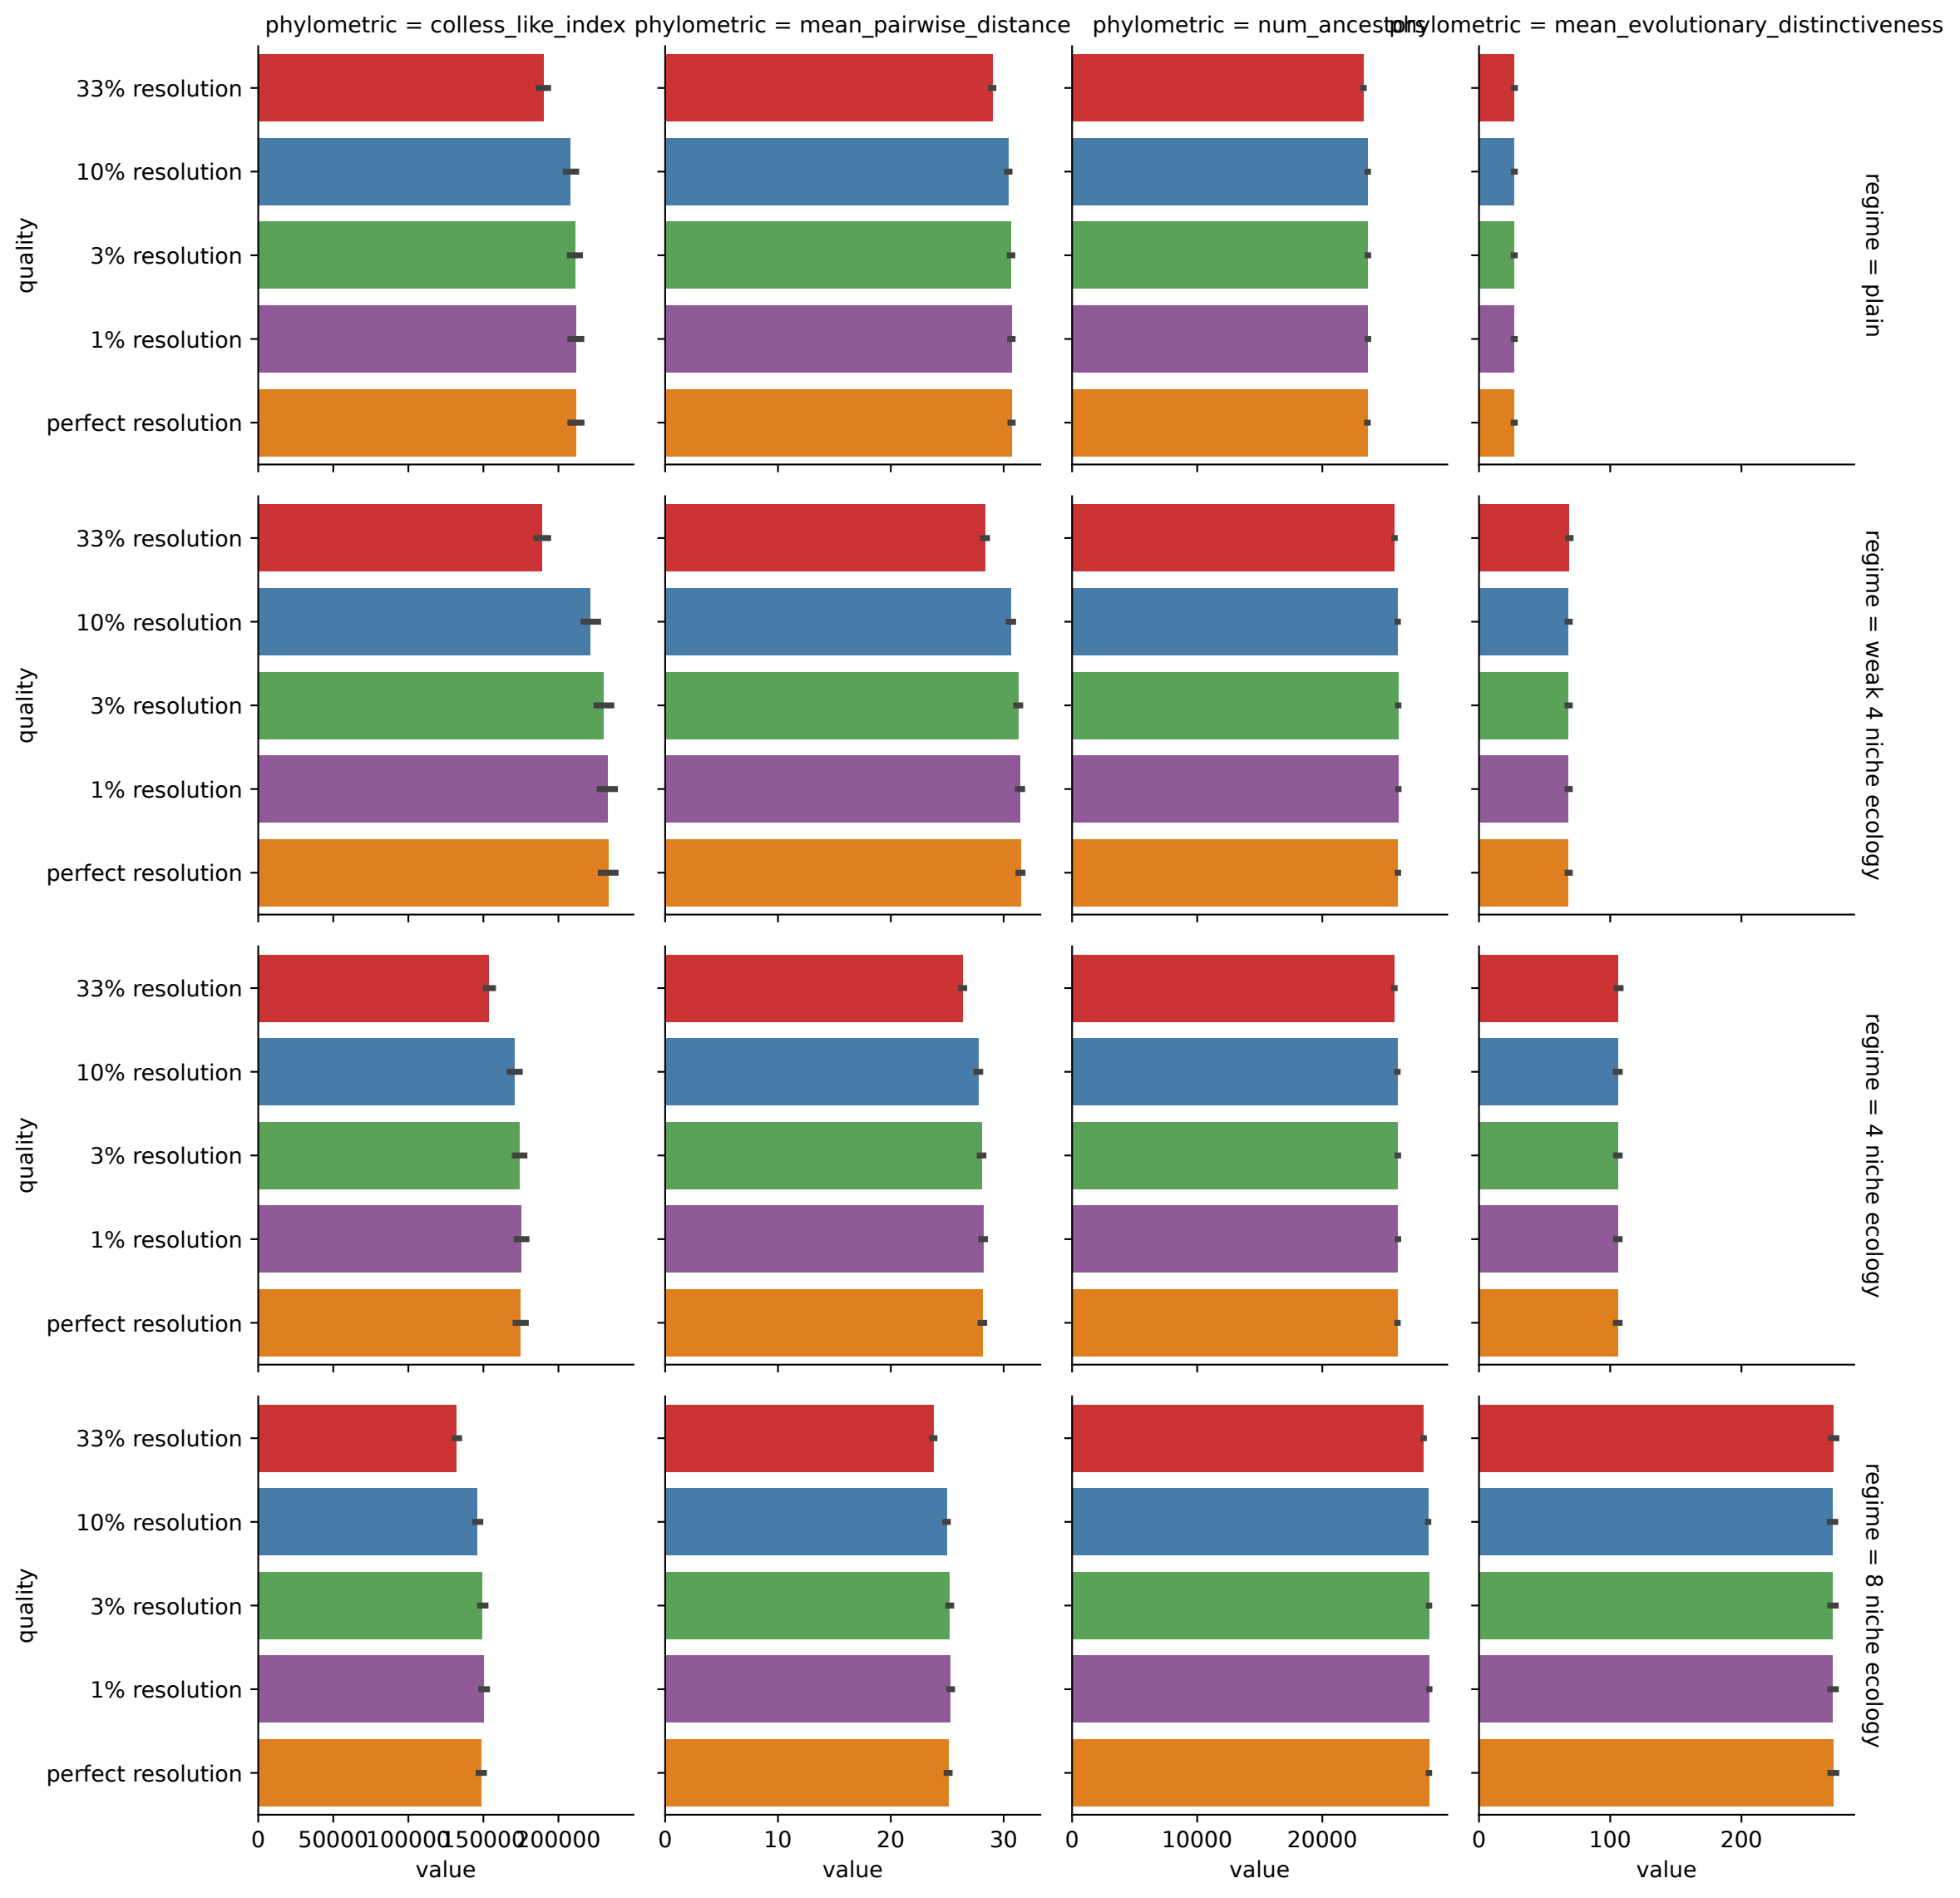 phylometric = colless_like_index
phylometric = mean_pairwise_distance
phylometric = num_ancestors
phylometric = mean_evolutionary_distinctiveness
33% resolution
10% resolution
3% resolution
1% resolution
perfect resolution
quality
regime = plain
33% resolution
10% resolution
3% resolution
1% resolution
perfect resolution
quality
regime = weak 4 niche ecology
33% resolution
10% resolution
3% resolution
1% resolution
perfect resolution
quality
regime = 4 niche ecology
33% resolution
10% resolution
3% resolution
1% resolution
perfect resolution
quality
regime = 8 niche ecology
0 50000 100000 150000 200000
0 10 20 30
0 10000 20000
0 100 200
value
value
value
value